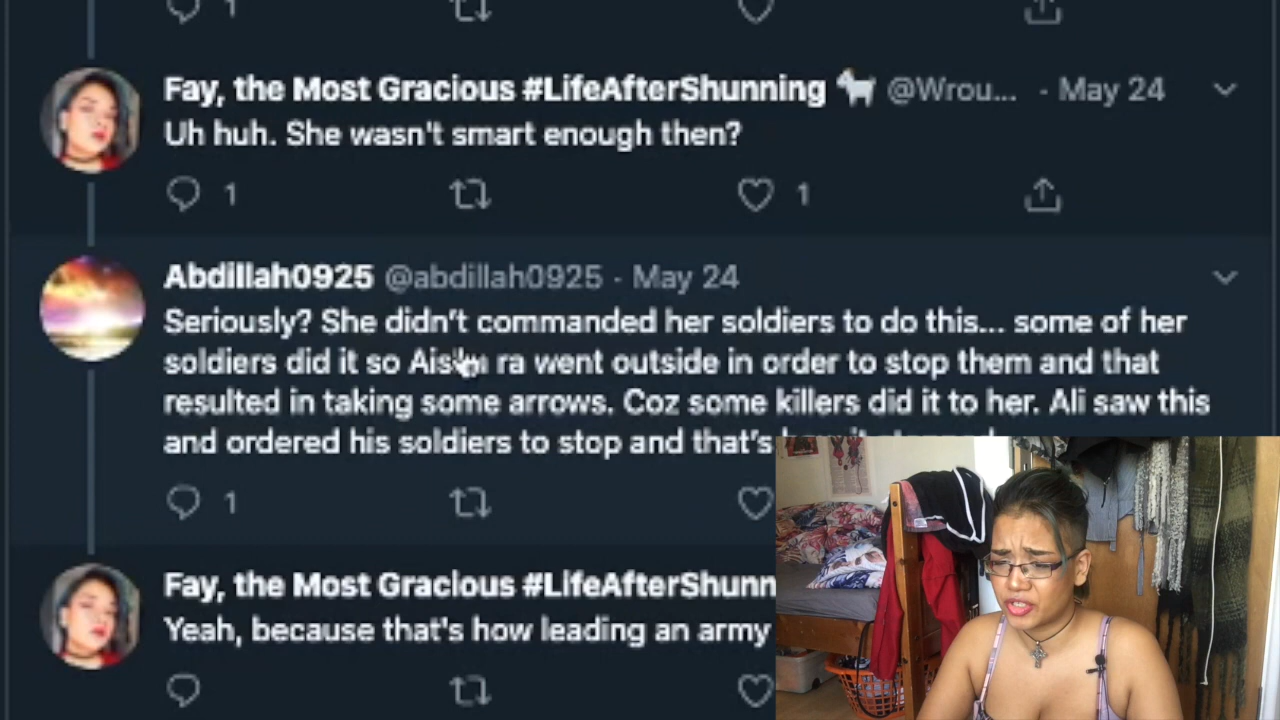 1
Fay, the Most Gracious #LifeAfterShunning 🐐 @Wrou... · May 24
Uh huh. She wasn't smart enough then?
1 1
Abdillah0925 @abdillah0925 · May 24
Seriously? She didn't commanded her soldiers to do this... some of her
soldiers did it so ra went outside in order to stop them and that
resulted in taking some arrows. Coz some killers did it to her. Ali saw this
and ordered his soldiers to stop and that's
1
Fay, the Most Gracious #LifeAfterShunn
Yeah, because that's how leading an army